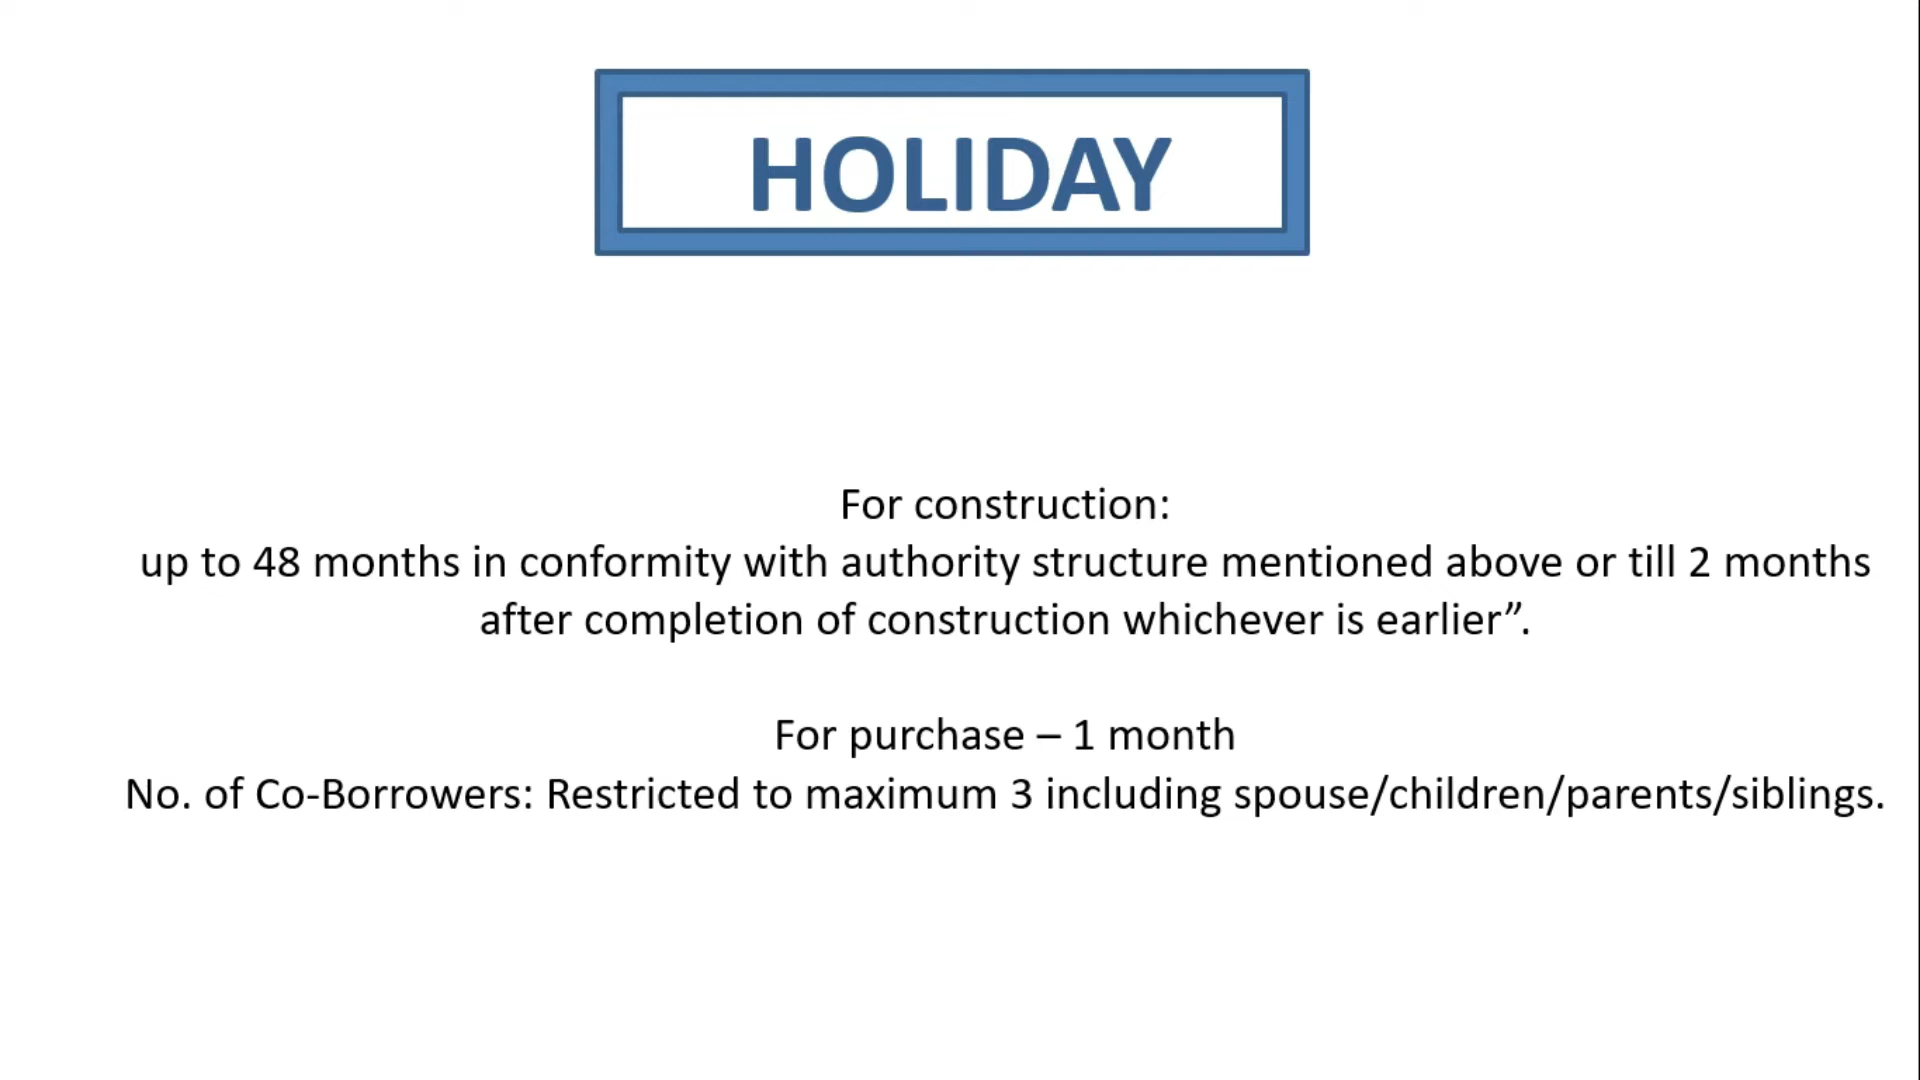 HOLIDAY
For construction:
up to 48 months in conformity with authority structure mentioned above or till 2 months
after completion of construction whichever is earlier”.
For purchase – 1 month
No. of Co-Borrowers: Restricted to maximum 3 including spouse/children/parents/siblings.